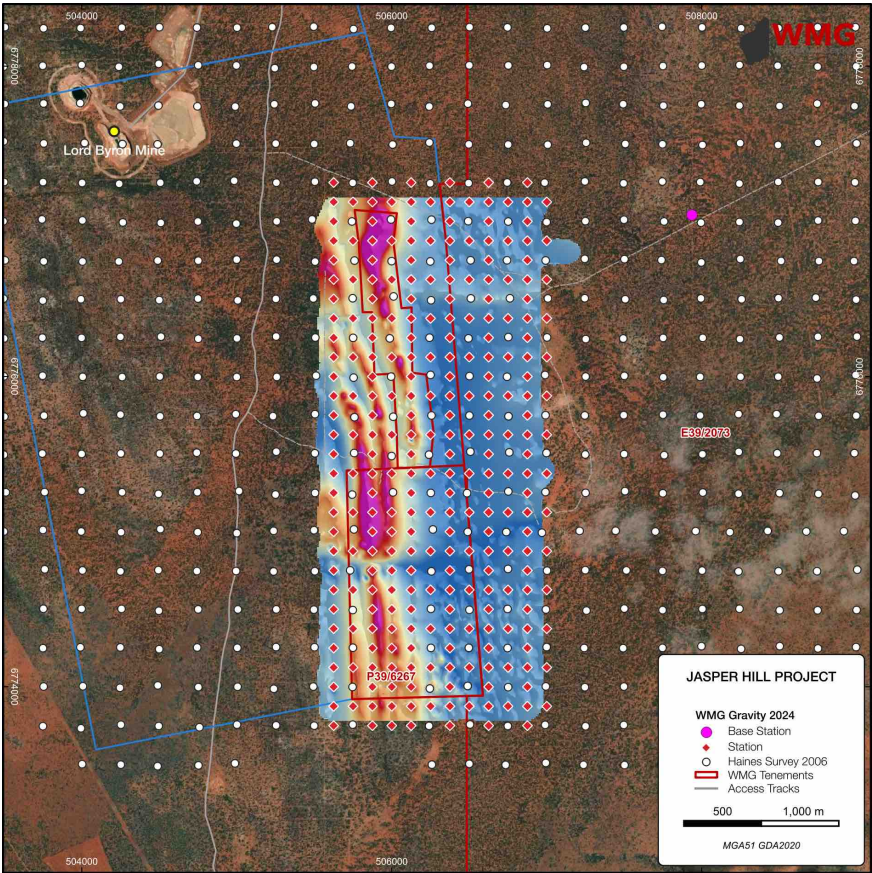 504000
506000
508000
WMG
6778000
6778000
Lord Byron Mine
6776000
6776000
E39/2073
6774000
P39/6267
JASPER HILL PROJECT
WMG Gravity 2024
Base Station
Station
Haines Survey 2006
WMG Tenements
Access Tracks
500
1,000 m
MGA51 GDA2020
504000
506000